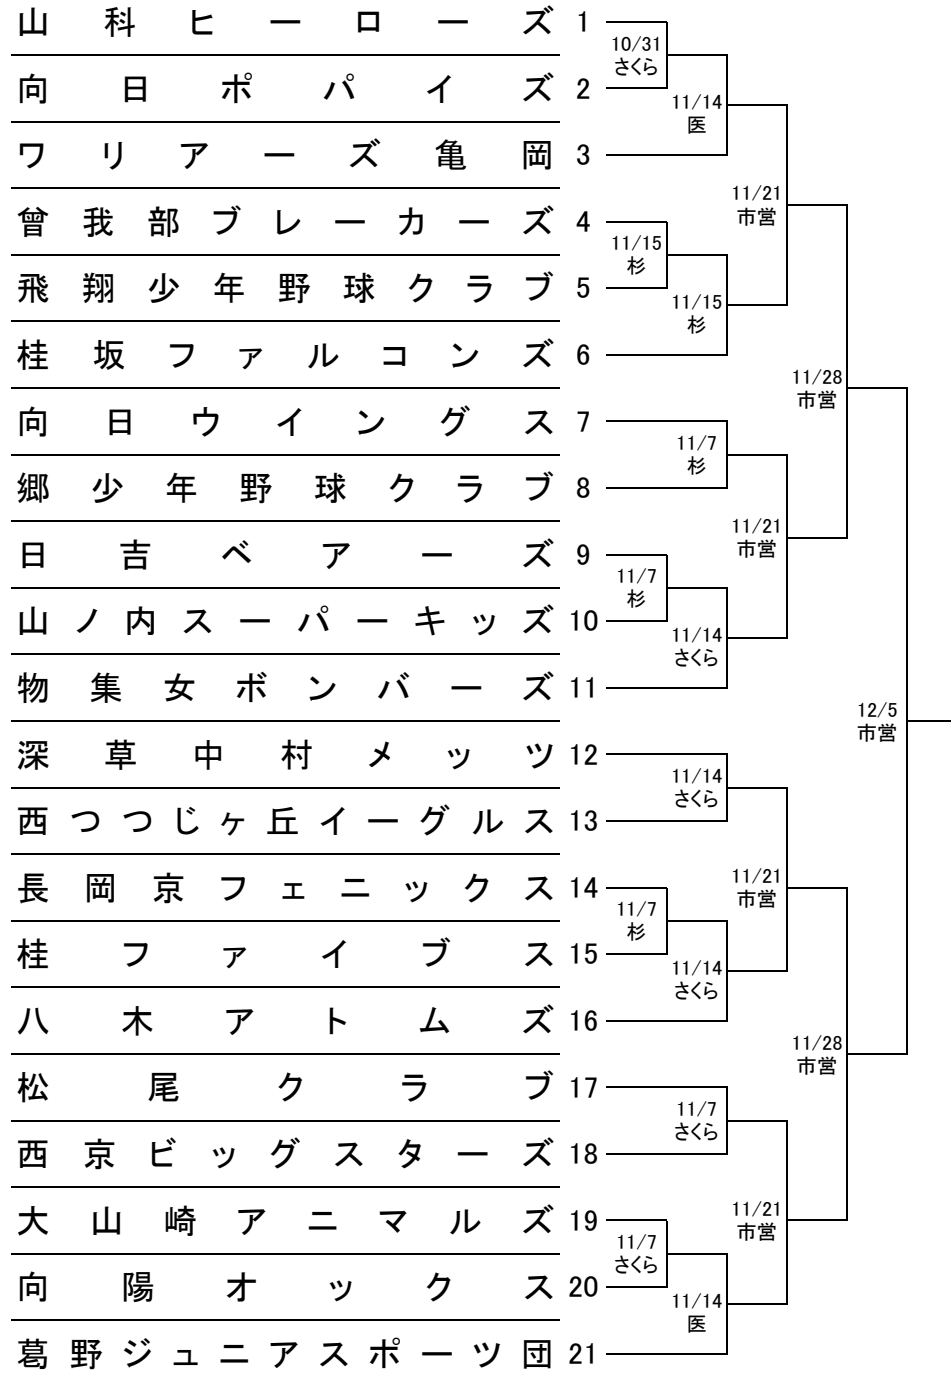 山科ヒーローズ 1
10/31
さくら
向日ポパイズ 2
11/14
医
ワリアーズ亀岡 3
11/21
市営
曾我部ブレーカーズ 4
11/15
杉
飛翔少年野球クラブ 5
11/15
杉
桂坂ファルコンズ 6
11/28
市営
向日ウイングス 7
11/7
杉
郷少年野球クラブ 8
11/21
市営
日吉ベアーズ 9
11/7
杉
山ノ内スーパーキッズ 10
11/14
さくら
物集女ボンバーズ 11
12/5
市営
深草中村メッツ 12
11/14
さくら
西つつじヶ丘イーグルス 13
11/21
市営
長岡京フェニックス 14
11/7
杉
桂ファイブス 15
11/14
さくら
八木アトムズ 16
11/28
市営
松尾クラブ 17
11/7
さくら
西京ビッグスターズ 18
11/21
市営
大山崎アニマルズ 19
11/7
さくら
向陽オックス 20
11/14
医
葛野ジュニアスポーツ団 21